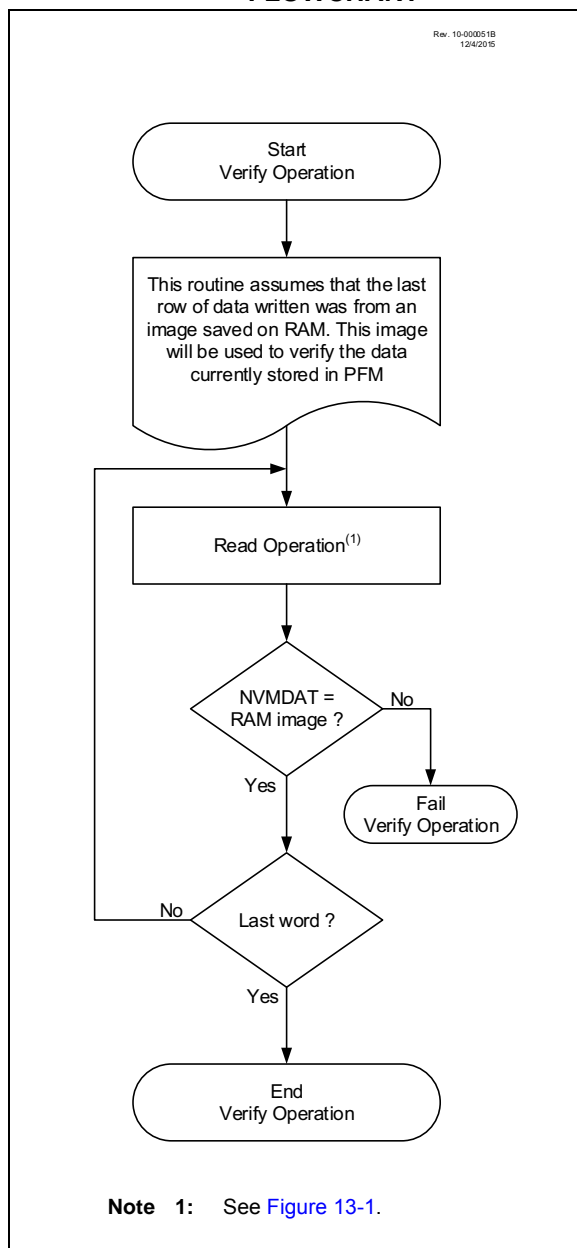 FLOWCHART
Rev. 10-000051B
12/4/2015
Start
Verify Operation
This routine assumes that the last
row of data written was from an
image saved on RAM. This image
will be used to verify the data
currently stored in PFM
Read Operation(1)
NVMDAT =
RAM image ?
No
Yes
Fail
Verify Operation
Last word ?
No
Yes
End
Verify Operation
Note 1: See Figure 13-1.